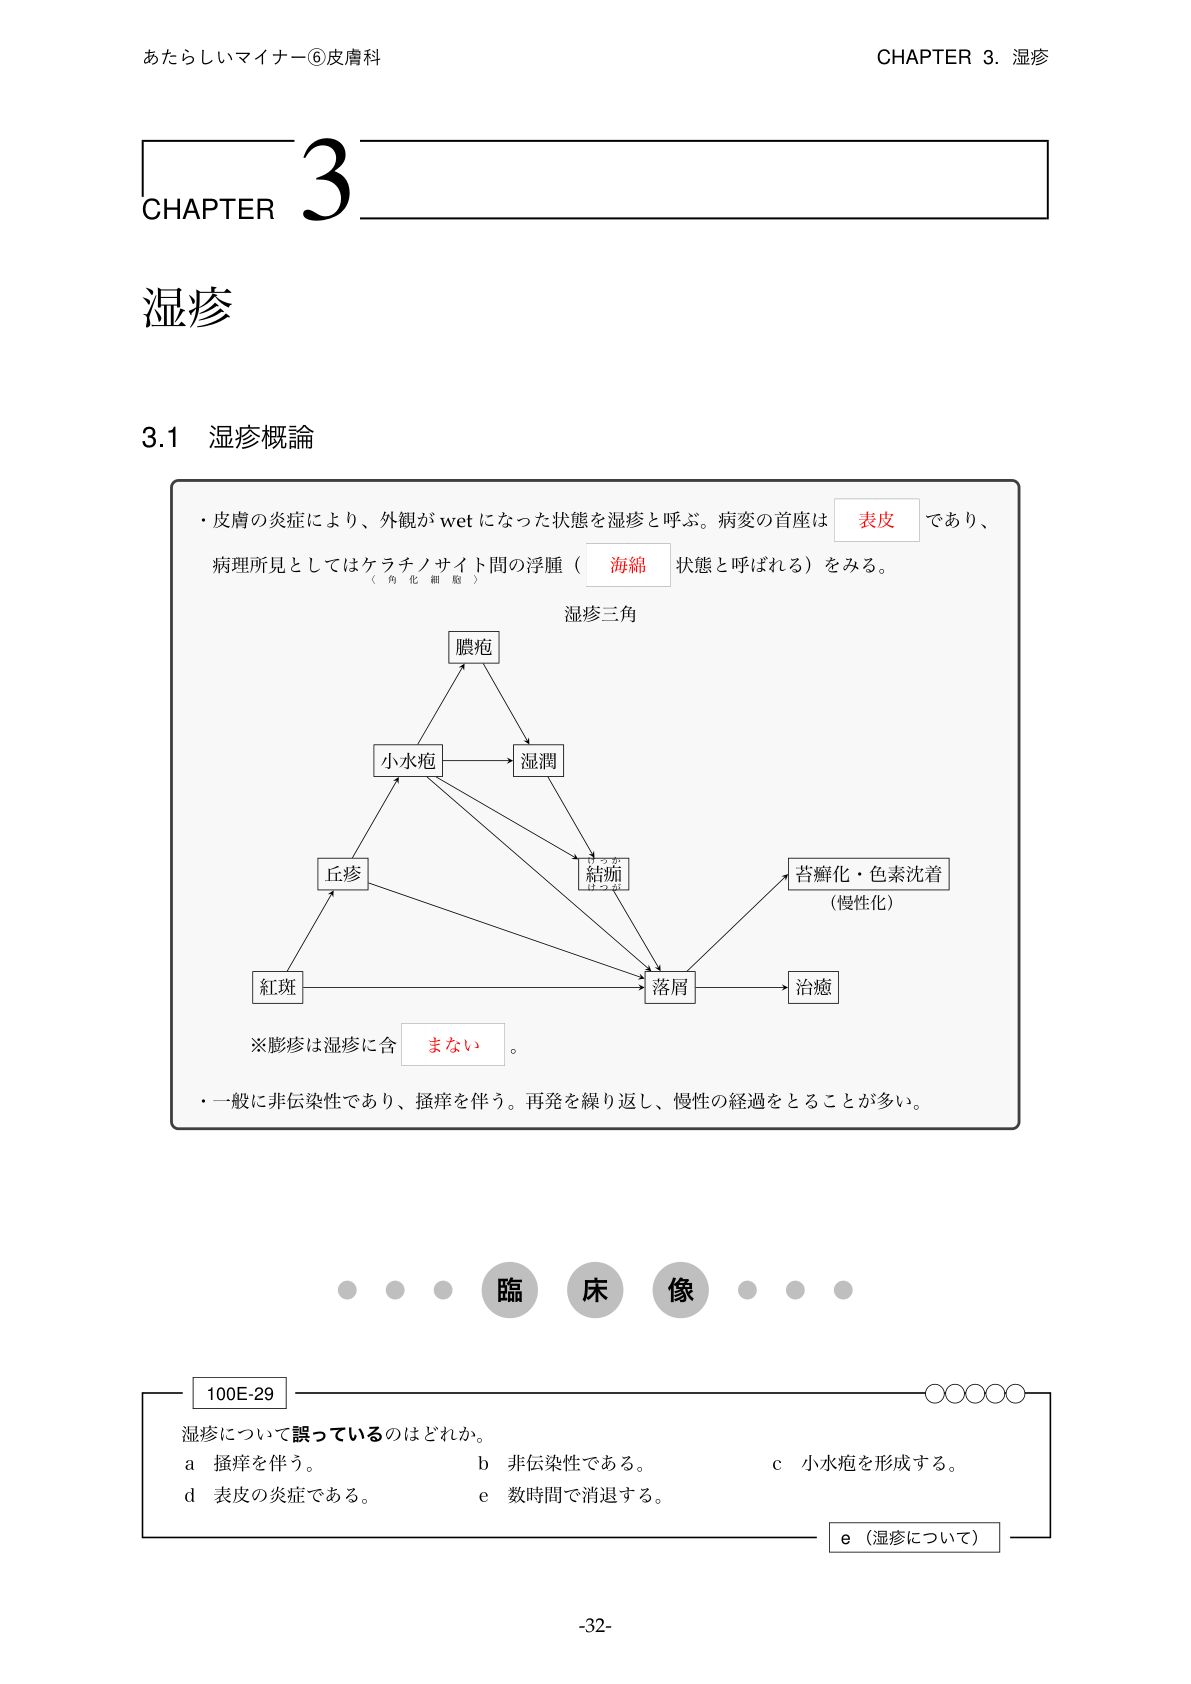 あたらしいマイナー⑥皮膚科
CHAPTER 3. 湿疹
CHAPTER 3
湿疹
3.1 湿疹概論
・皮膚の炎症により、外観が wet になった状態を湿疹と呼ぶ。病変の首座は 表皮 であり、
病理所見としてはケラチノサイト間の浮腫（ 海綿 状態と呼ばれる）をみる。
〈角化細胞〉
湿疹三角
膿疱
小水疱
湿潤
けっか
丘疹
結痂
苔癬化・色素沈着
けつが
（慢性化）
紅斑
落屑
治癒
※膨疹は湿疹に含 まない 。
・一般に非伝染性であり、掻痒を伴う。再発を繰り返し、慢性の経過をとることが多い。
臨床像
100E-29
湿疹について誤っているのはどれか。
a 掻痒を伴う。 b 非伝染性である。 c 小水疱を形成する。
d 表皮の炎症である。 e 数時間で消退する。
e （湿疹について）
-32-